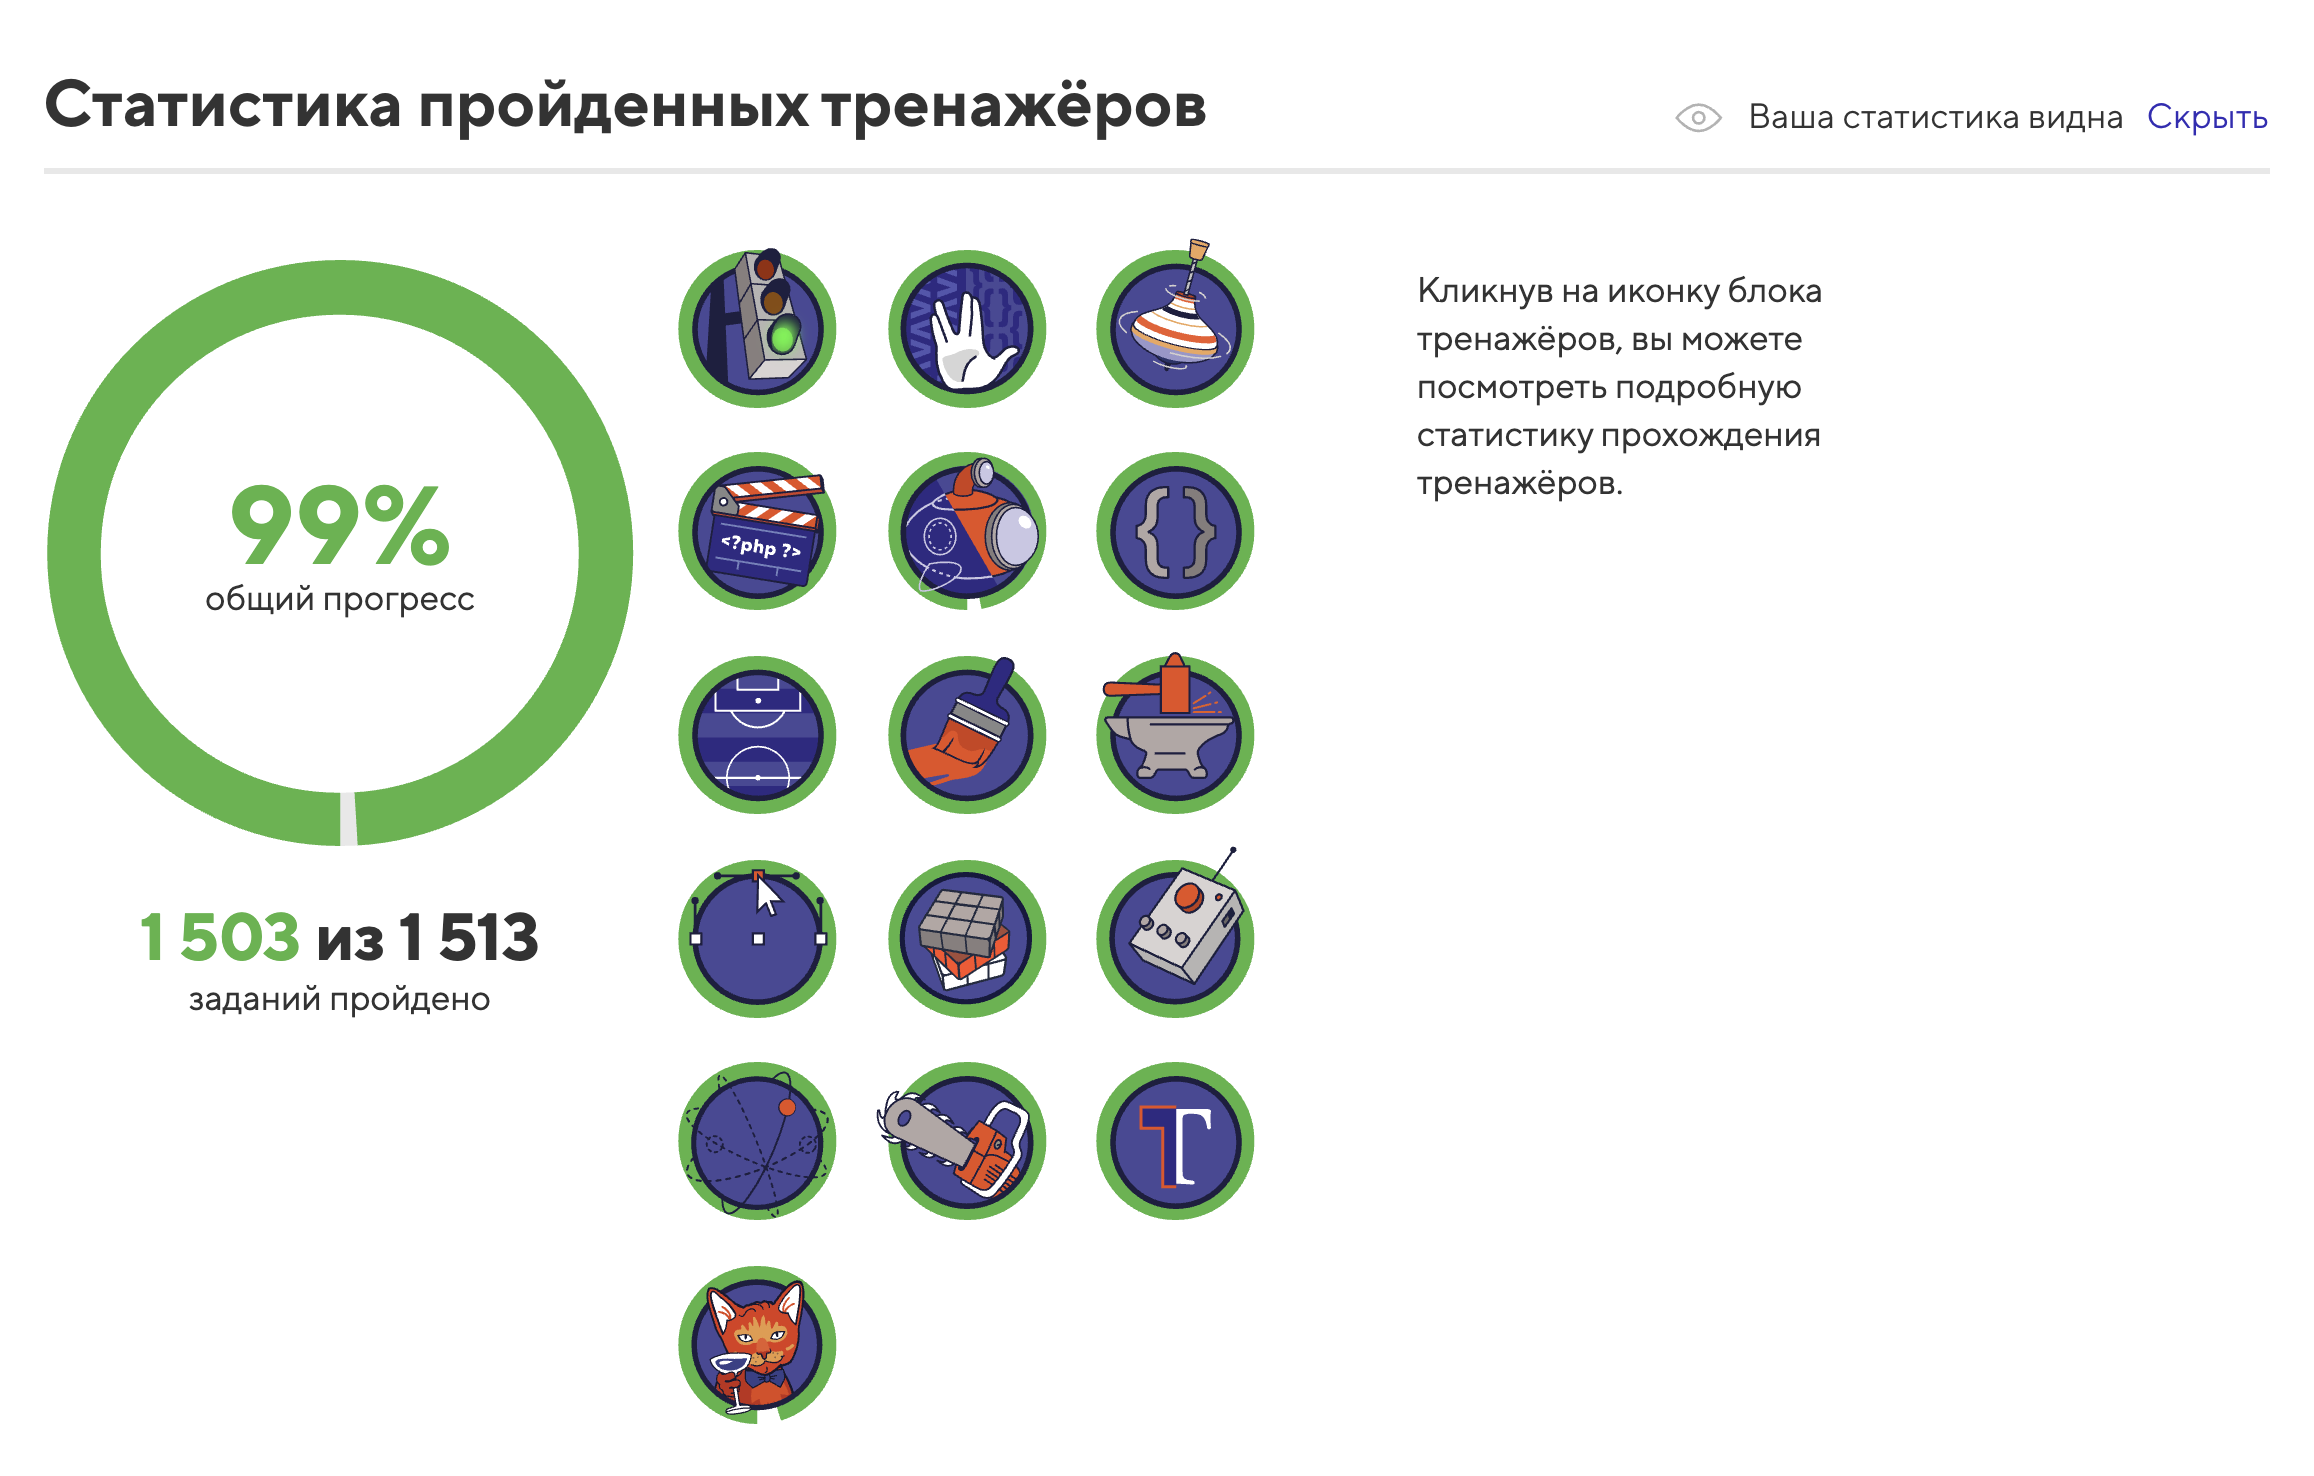 Статистика пройденных тренажёров
Ваша статистика видна Скрыть
99%
общий прогресс
1 503 из 1 513
заданий пройдено
<?php ?>
{ }
T
Кликнув на иконку блока
тренажёров, вы можете
посмотреть подробную
статистику прохождения
тренажёров.